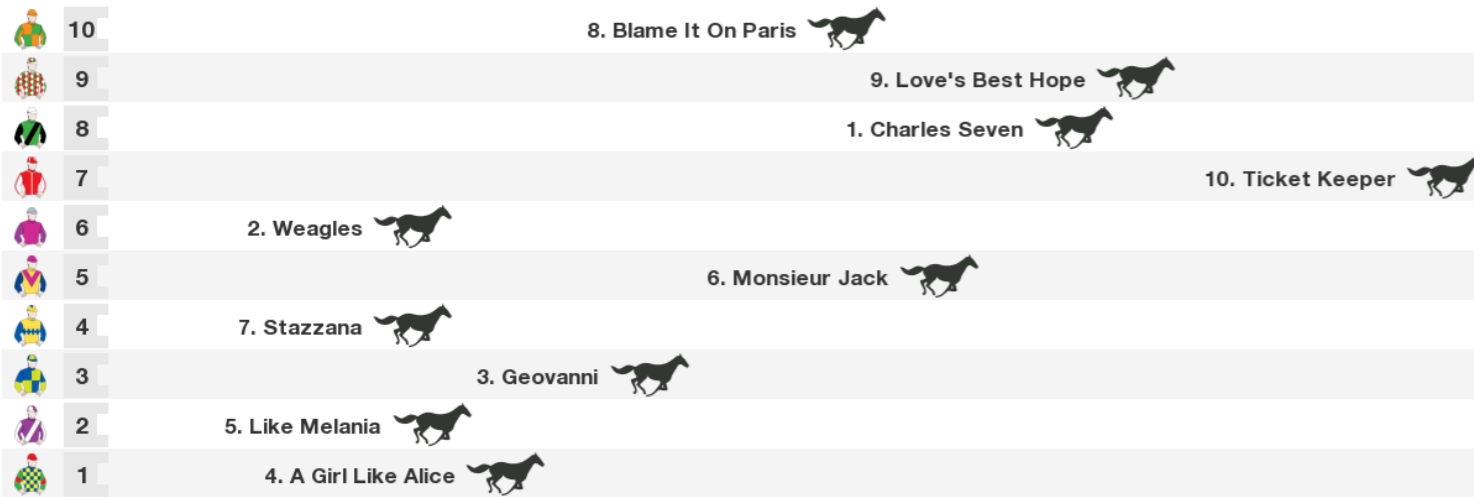 10 8. Blame It On Paris
9 9. Love's Best Hope
8 1. Charles Seven
7 10. Ticket Keeper
6 2. Weagles
5 6. Monsieur Jack
4 7. Stazzana
3 3. Geovanni
2 5. Like Melania
1 4. A Girl Like Alice